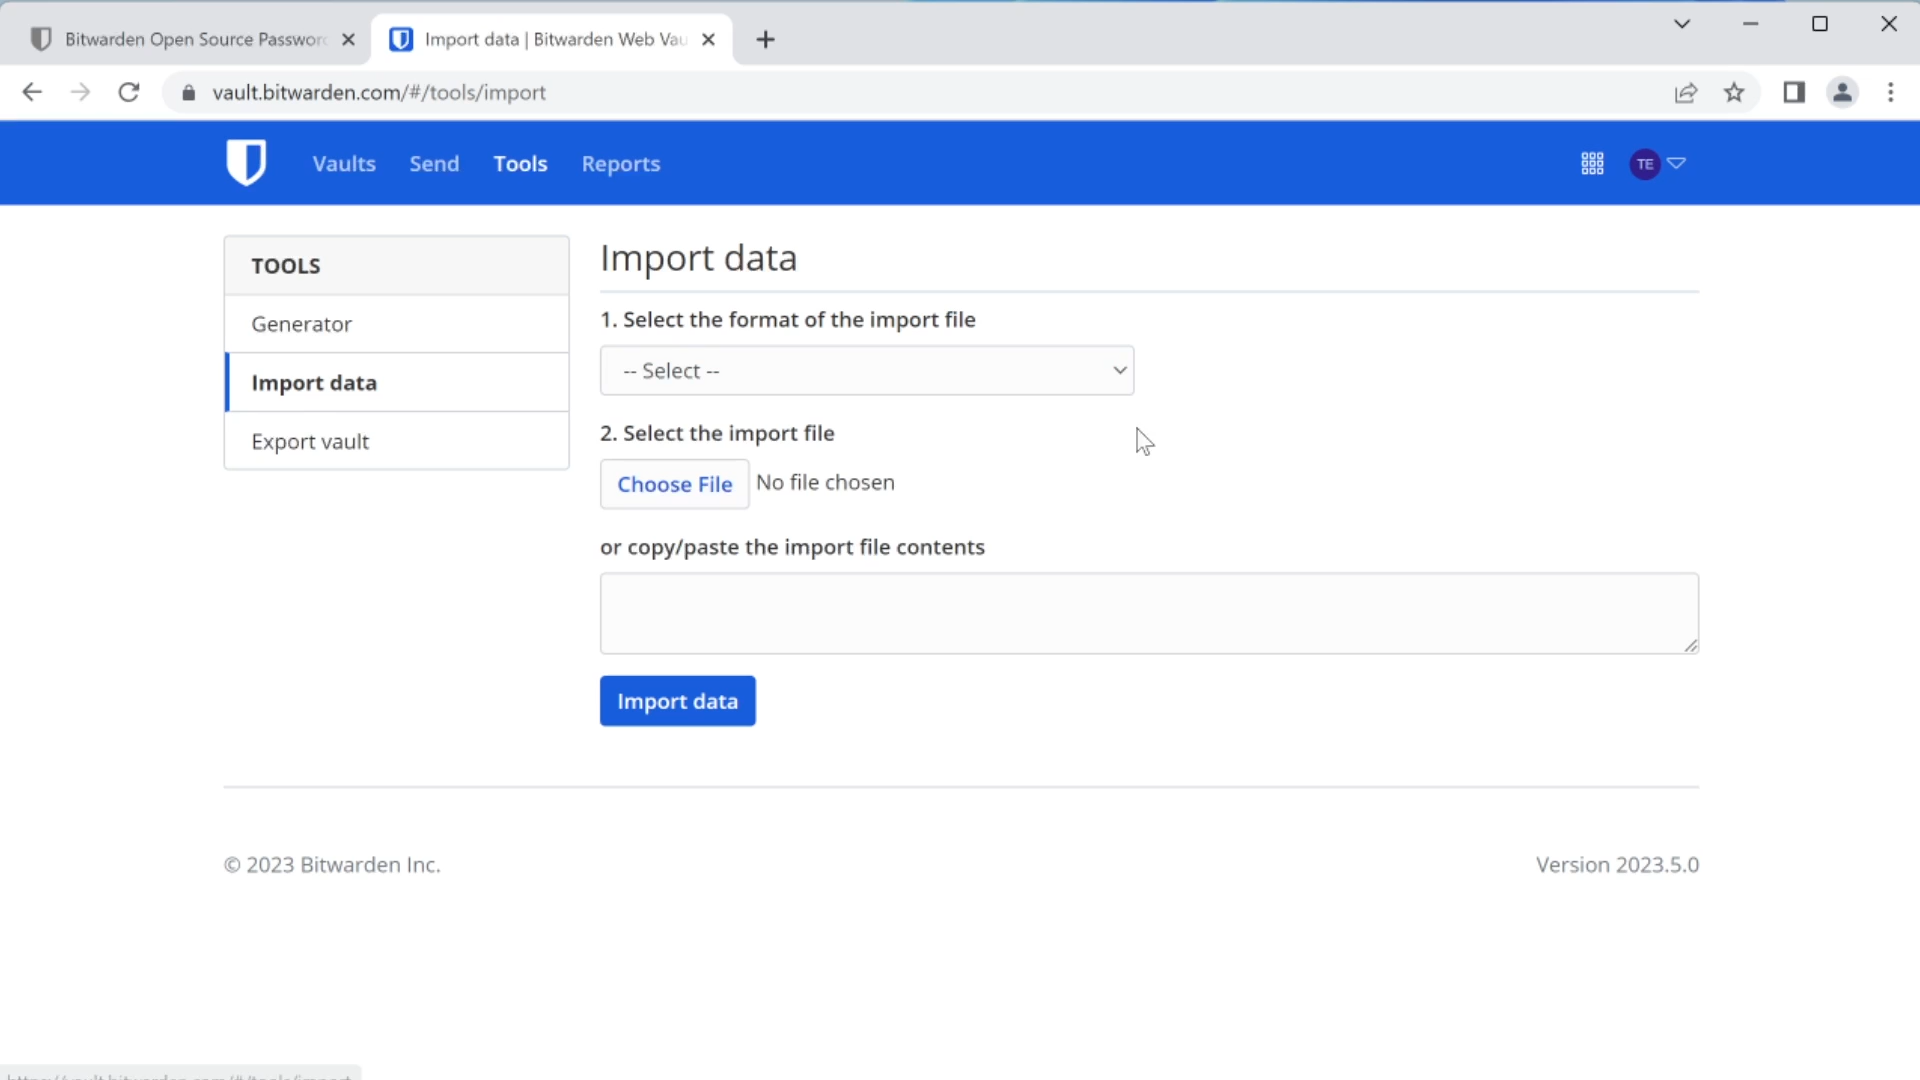 Bitwarden Open Source Passwor
Import data | Bitwarden Web Vau
vault.bitwarden.com/#/tools/import
Vaults Send Tools Reports
TE
TOOLS
Generator
Import data
Export vault
Import data
1. Select the format of the import file
-- Select --
2. Select the import file
Choose File No file chosen
or copy/paste the import file contents
Import data
© 2023 Bitwarden Inc.
Version 2023.5.0